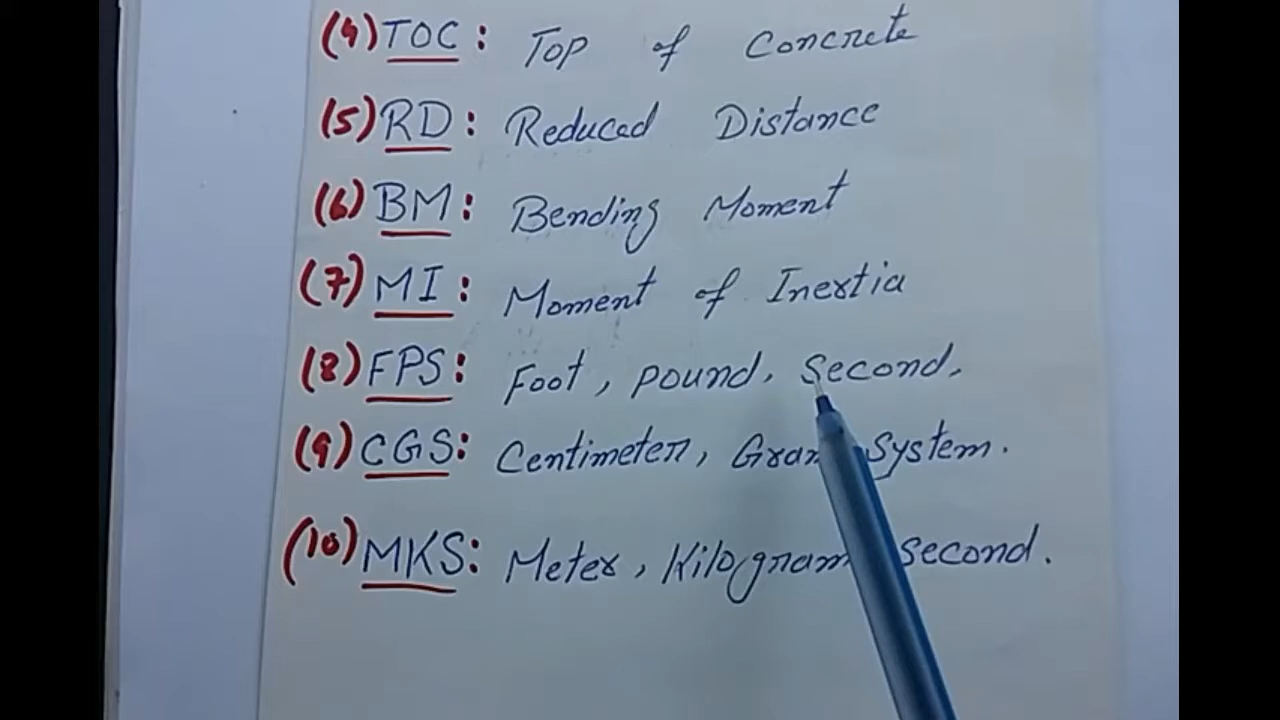 (4) TOC: Top of Concrete
(5) RD: Reduced Distance
(6) BM: Bending Moment
(7) MI: Moment of Inertia
(8) FPS: Foot, pound, Second,
(9) CGS: Centimeter, Gram System.
(10) MKS: Meter, Kilogram Second.